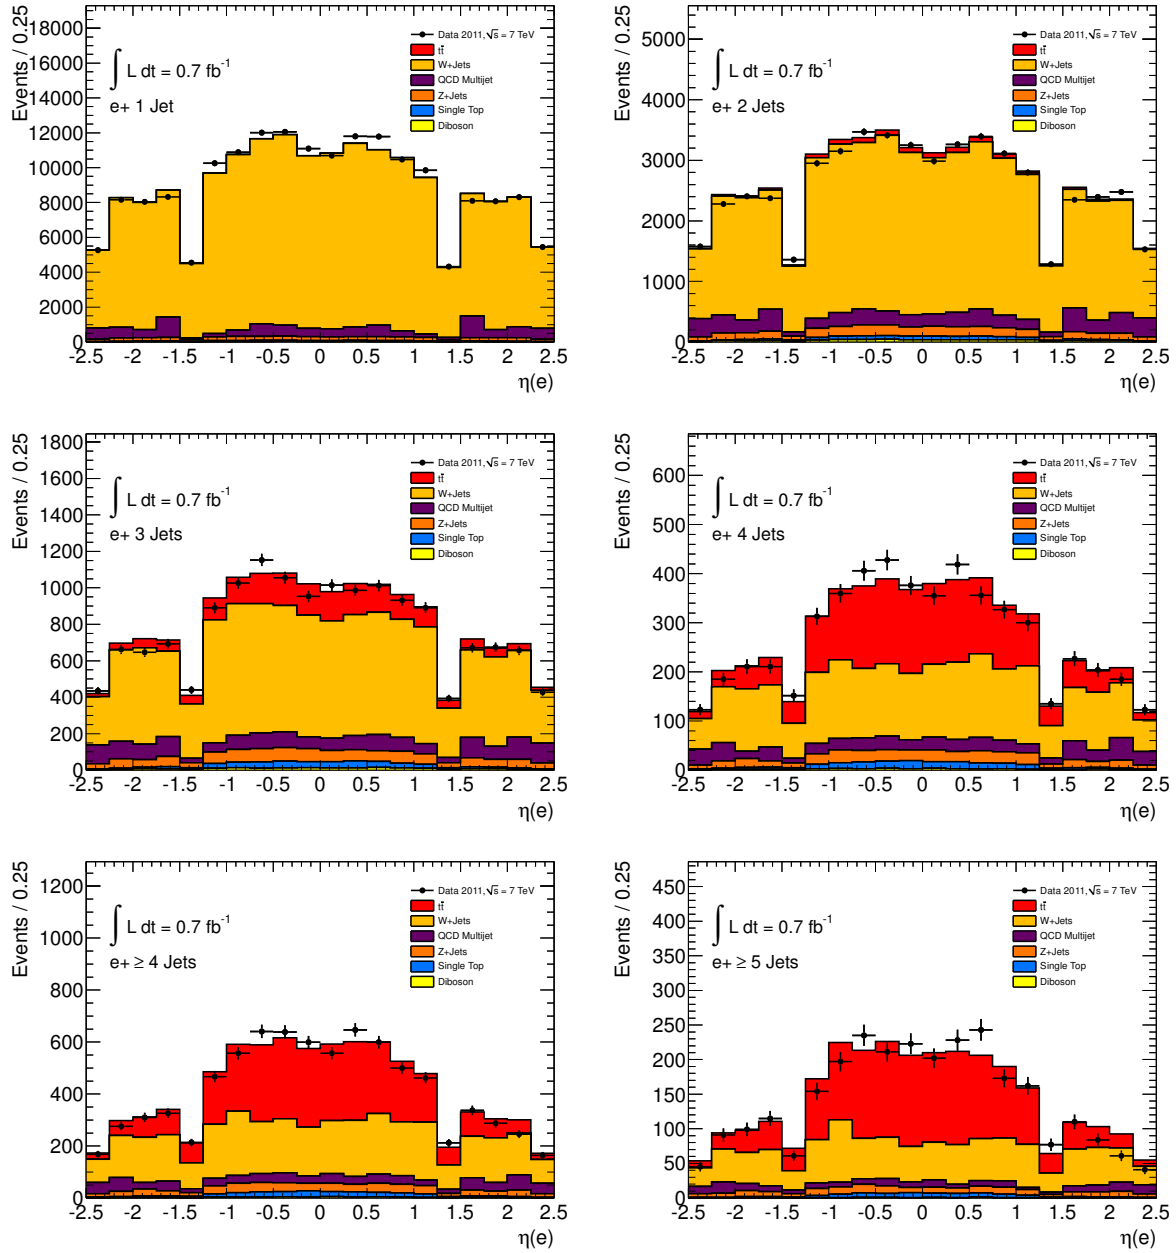 Events / 0.25
18000
16000
14000
12000
10000
8000
6000
4000
2000
0
∫ L dt = 0.7 fb⁻¹
e+ 1 Jet
Data 2011, √s = 7 TeV
tt̄
W+Jets
QCD Multijet
Z+Jets
Single Top
Diboson
-2.5 -2 -1.5 -1 -0.5 0 0.5 1 1.5 2 2.5
η(e)
Events / 0.25
5000
4000
3000
2000
1000
0
∫ L dt = 0.7 fb⁻¹
e+ 2 Jets
Data 2011, √s = 7 TeV
tt̄
W+Jets
QCD Multijet
Z+Jets
Single Top
Diboson
-2.5 -2 -1.5 -1 -0.5 0 0.5 1 1.5 2 2.5
η(e)
Events / 0.25
1800
1600
1400
1200
1000
800
600
400
200
0
∫ L dt = 0.7 fb⁻¹
e+ 3 Jets
Data 2011, √s = 7 TeV
tt̄
W+Jets
QCD Multijet
Z+Jets
Single Top
Diboson
-2.5 -2 -1.5 -1 -0.5 0 0.5 1 1.5 2 2.5
η(e)
Events / 0.25
600
500
400
300
200
100
0
∫ L dt = 0.7 fb⁻¹
e+ 4 Jets
Data 2011, √s = 7 TeV
tt̄
W+Jets
QCD Multijet
Z+Jets
Single Top
Diboson
-2.5 -2 -1.5 -1 -0.5 0 0.5 1 1.5 2 2.5
η(e)
Events / 0.25
1200
1000
800
600
400
200
0
∫ L dt = 0.7 fb⁻¹
e+ ≥ 4 Jets
Data 2011, √s = 7 TeV
tt̄
W+Jets
QCD Multijet
Z+Jets
Single Top
Diboson
-2.5 -2 -1.5 -1 -0.5 0 0.5 1 1.5 2 2.5
η(e)
Events / 0.25
450
400
350
300
250
200
150
100
50
0
∫ L dt = 0.7 fb⁻¹
e+ ≥ 5 Jets
Data 2011, √s = 7 TeV
tt̄
W+Jets
QCD Multijet
Z+Jets
Single Top
Diboson
-2.5 -2 -1.5 -1 -0.5 0 0.5 1 1.5 2 2.5
η(e)